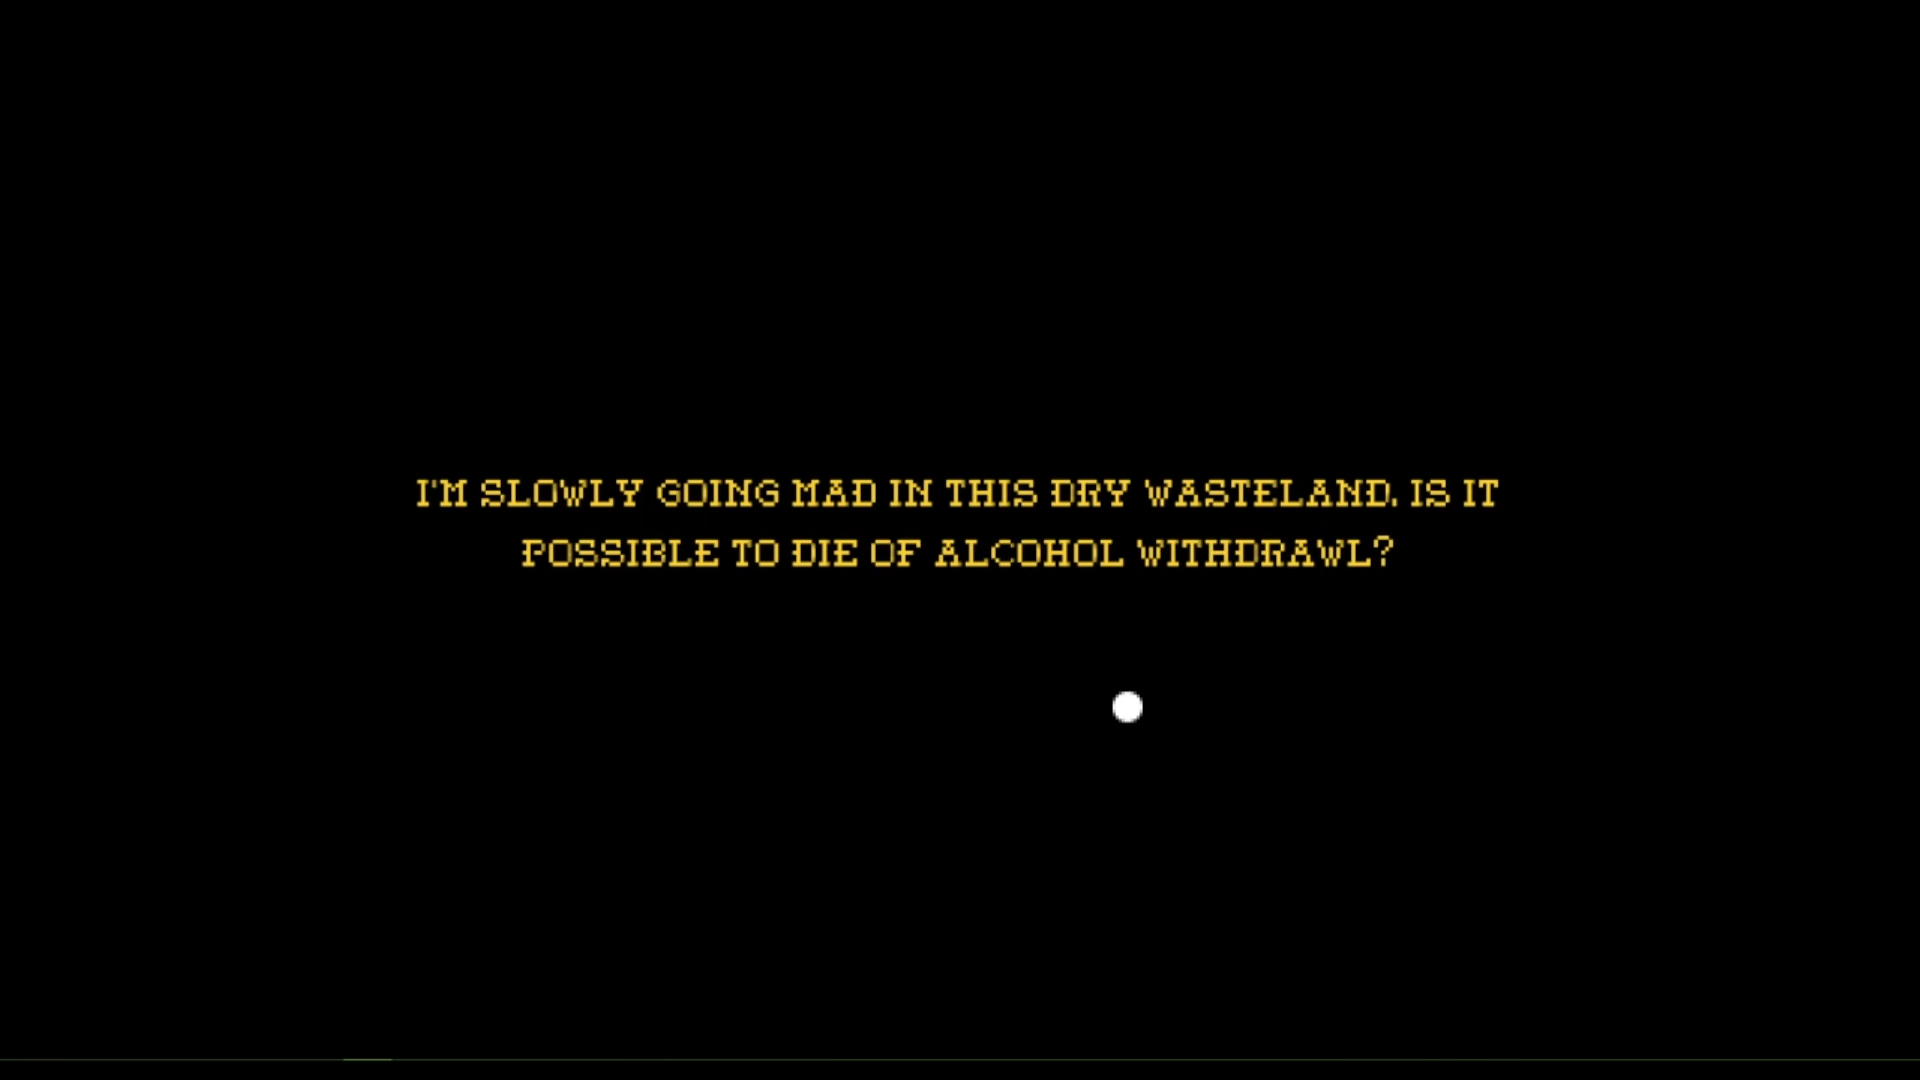 I'M SLOWLY GOING MAD IN THIS DRY WASTELAND. IS IT
POSSIBLE TO DIE OF ALCOHOL WITHDRAWL?